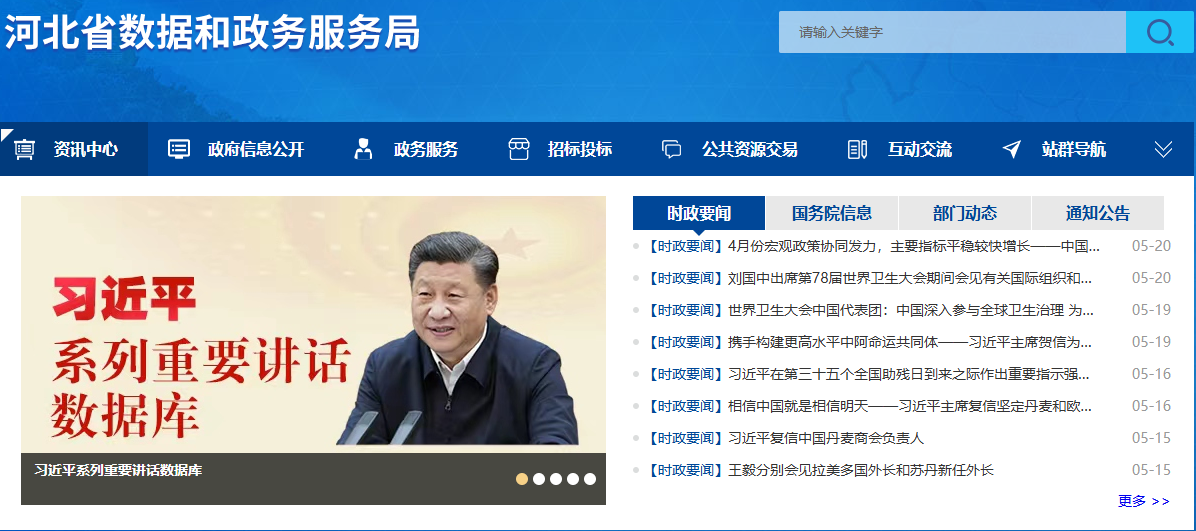 河北省数据和政务服务局
请输入关键字
资讯中心 政府信息公开 政务服务 招标投标 公共资源交易 互动交流 站群导航
习近平
系列重要讲话
数据库
习近平系列重要讲话数据库
时政要闻 国务院信息 部门动态 通知公告
【时政要闻】4月份宏观政策协同发力，主要指标平稳较快增长——中国... 05-20
【时政要闻】刘国中出席第78届世界卫生大会期间会见有关国际组织和... 05-20
【时政要闻】世界卫生大会中国代表团：中国深入参与全球卫生治理 为... 05-19
【时政要闻】携手构建更高水平中阿命运共同体——习近平主席贺信为... 05-19
【时政要闻】习近平在第三十五个全国助残日到来之际作出重要指示强... 05-16
【时政要闻】相信中国就是相信明天——习近平主席复信坚定丹麦和欧... 05-16
【时政要闻】习近平复信中国丹麦商会负责人 05-15
【时政要闻】王毅分别会见拉美多国外长和苏丹新任外长 05-15
更多 >>